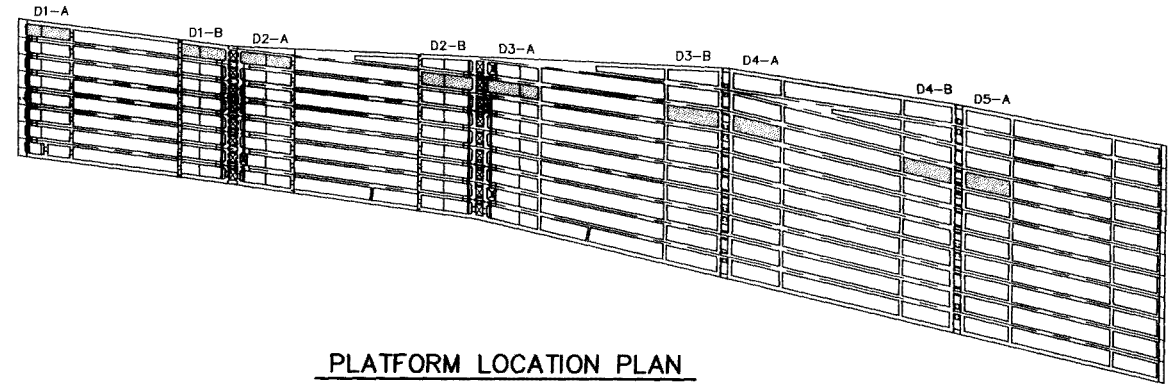 D1-A
D1-B
D2-A
D2-B
D3-A
D3-B
D4-A
D4-B
D5-A
PLATFORM LOCATION PLAN